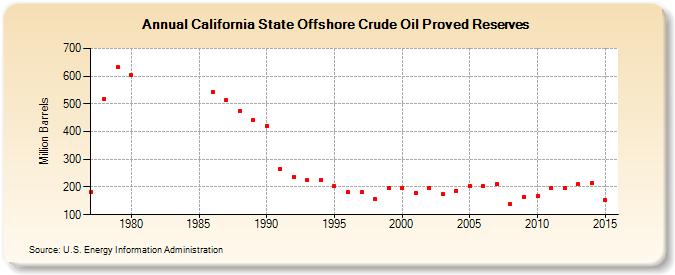 Annual California State Offshore Crude Oil Proved Reserves
Million Barrels
700
600
500
400
300
200
100
1980 1985 1990 1995 2000 2005 2010 2015
Source: U.S. Energy Information Administration